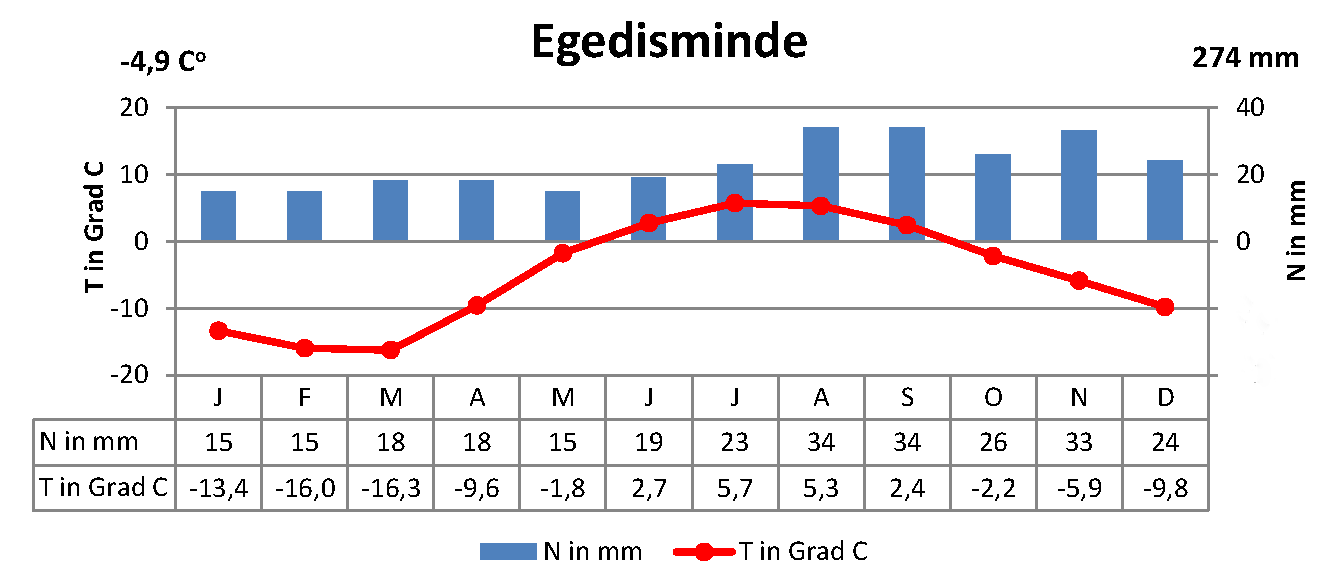 Egedisminde
-4,9 Cº
274 mm
20
10
0
-10
-20
T in Grad C
40
20
0
N in mm
J F M A M J J A S O N D
N in mm 15 15 18 18 15 19 23 34 34 26 33 24
T in Grad C -13,4 -16,0 -16,3 -9,6 -1,8 2,7 5,7 5,3 2,4 -2,2 -5,9 -9,8
N in mm T in Grad C